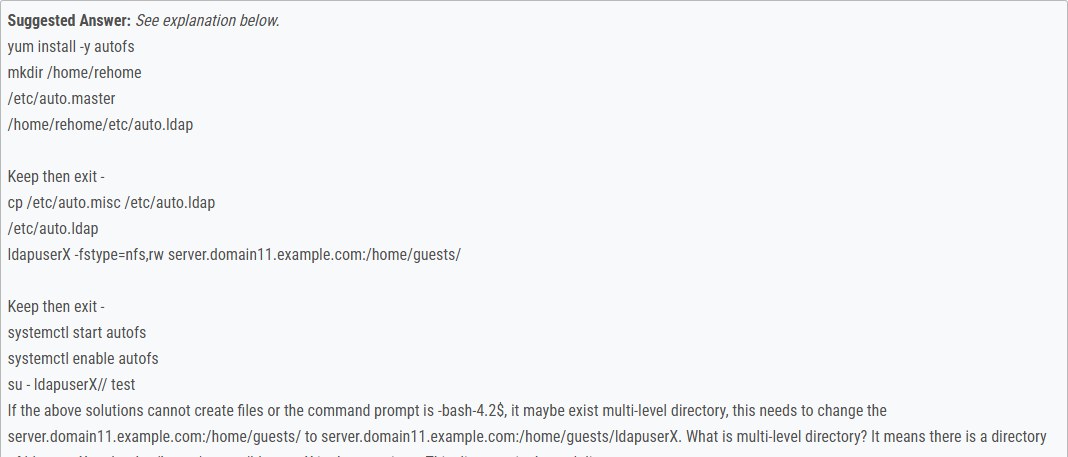 Suggested Answer: See explanation below.
yum install -y autofs
mkdir /home/rehome
/etc/auto.master
/home/rehome/etc/auto.ldap
Keep then exit -
cp /etc/auto.misc /etc/auto.ldap
/etc/auto.ldap
ldapuserX -fstype=nfs,rw server.domain11.example.com:/home/guests/
Keep then exit -
systemctl start autofs
systemctl enable autofs
su - ldapuserX// test
If the above solutions cannot create files or the command prompt is -bash-4.2$, it maybe exist multi-level directory, this needs to change the
server.domain11.example.com:/home/guests/ to server.domain11.example.com:/home/guests/ldapuserX. What is multi-level directory? It means there is a directory